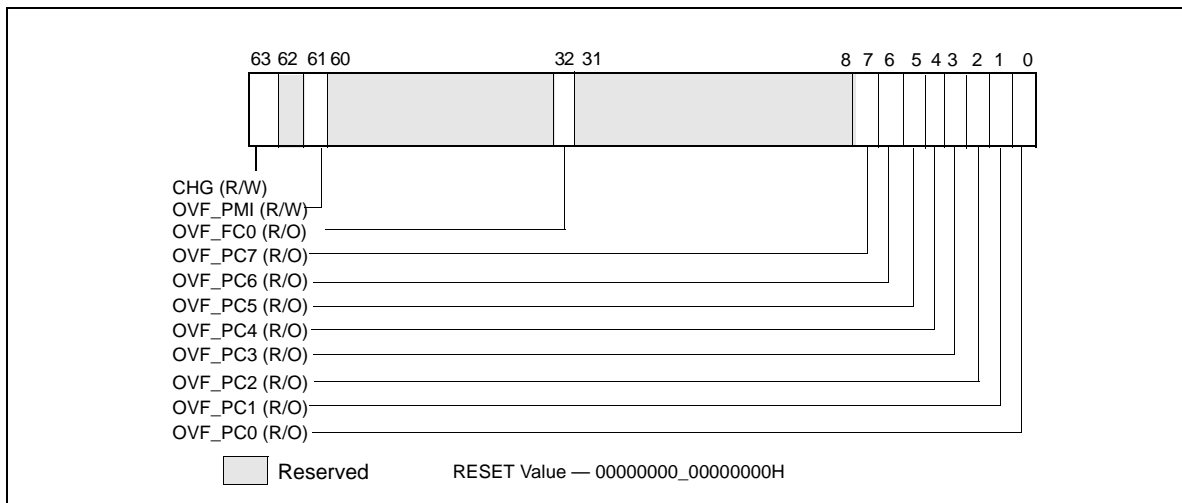 63 62 61 60 32 31 8 7 6 5 4 3 2 1 0
CHG (R/W)
OVF_PMI (R/W)
OVF_FC0 (R/O)
OVF_PC7 (R/O)
OVF_PC6 (R/O)
OVF_PC5 (R/O)
OVF_PC4 (R/O)
OVF_PC3 (R/O)
OVF_PC2 (R/O)
OVF_PC1 (R/O)
OVF_PC0 (R/O)
Reserved RESET Value — 00000000_00000000H